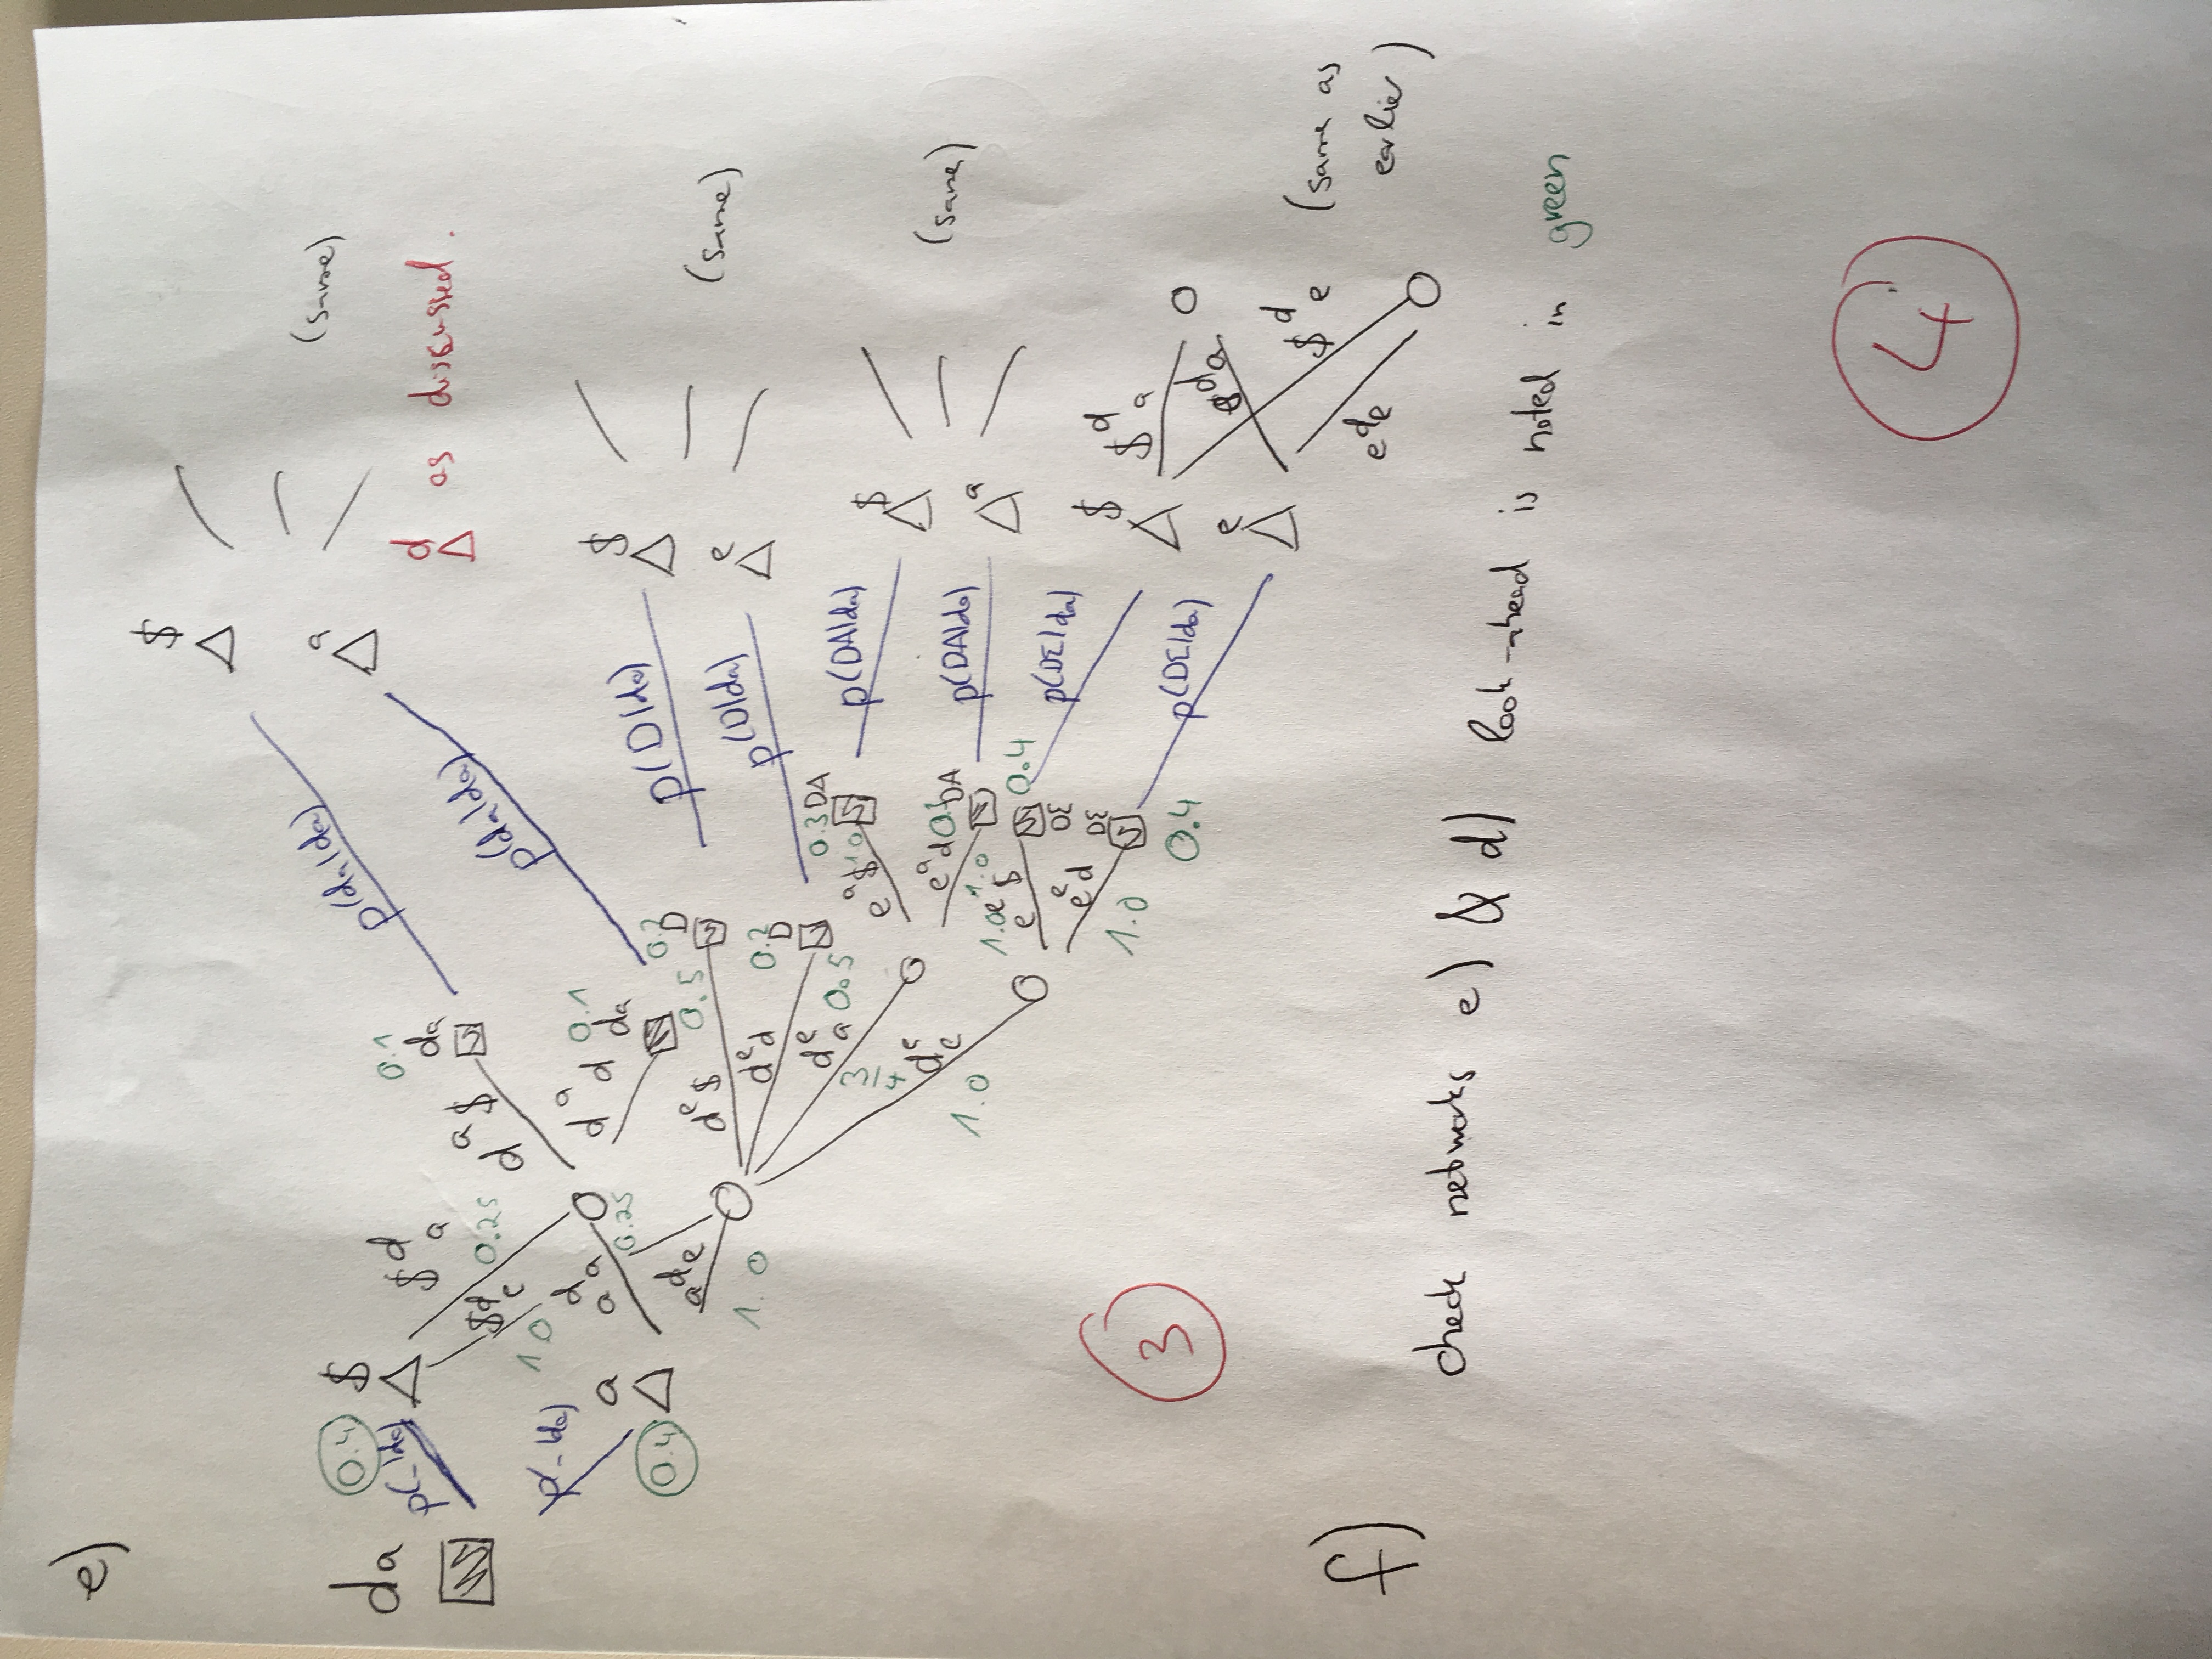 e)
$
a
(same)
d
Δ as discussed.
da
0.4
$
p(_|da)
$ d a
0.25
$ d e
1.0
p(_|da)
a
0.4
a d a
0.25
a d e
1.0
0.1
da
d a $
p(da|da)
d a d
0.1
da
p(da|da)
d e $
0.5
0.2
D
p(D|da)
$
(same)
d e d
0.5
0.2
D
p(D|da)
e
d e a
e a $
1.0
0.3
DA
p(DA|da)
$
(same)
e a d
1.0
DA
p(DA|da)
a
d e e
1.0
e e $
1.0
0.4
DE
p(DE|da)
$
$ d a
e e d
1.0
DE
0.4
p(DE|da)
e
e d a
$ d e
e d e
(same as
earlier)
3
f)
check networks e) & d) look-ahead is noted in green
4